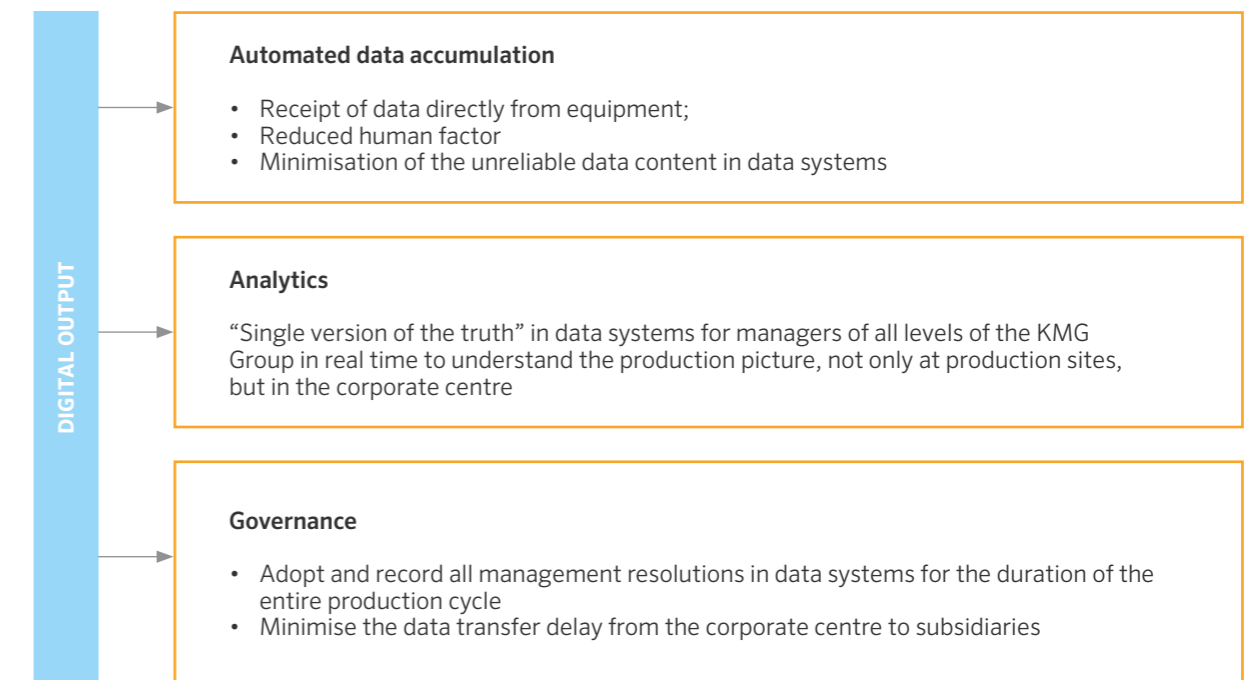 DIGITAL OUTPUT
Automated data accumulation
• Receipt of data directly from equipment;
• Reduced human factor
• Minimisation of the unreliable data content in data systems
Analytics
“Single version of the truth” in data systems for managers of all levels of the KMG
Group in real time to understand the production picture, not only at production sites,
but in the corporate centre
Governance
• Adopt and record all management resolutions in data systems for the duration of the
entire production cycle
• Minimise the data transfer delay from the corporate centre to subsidiaries